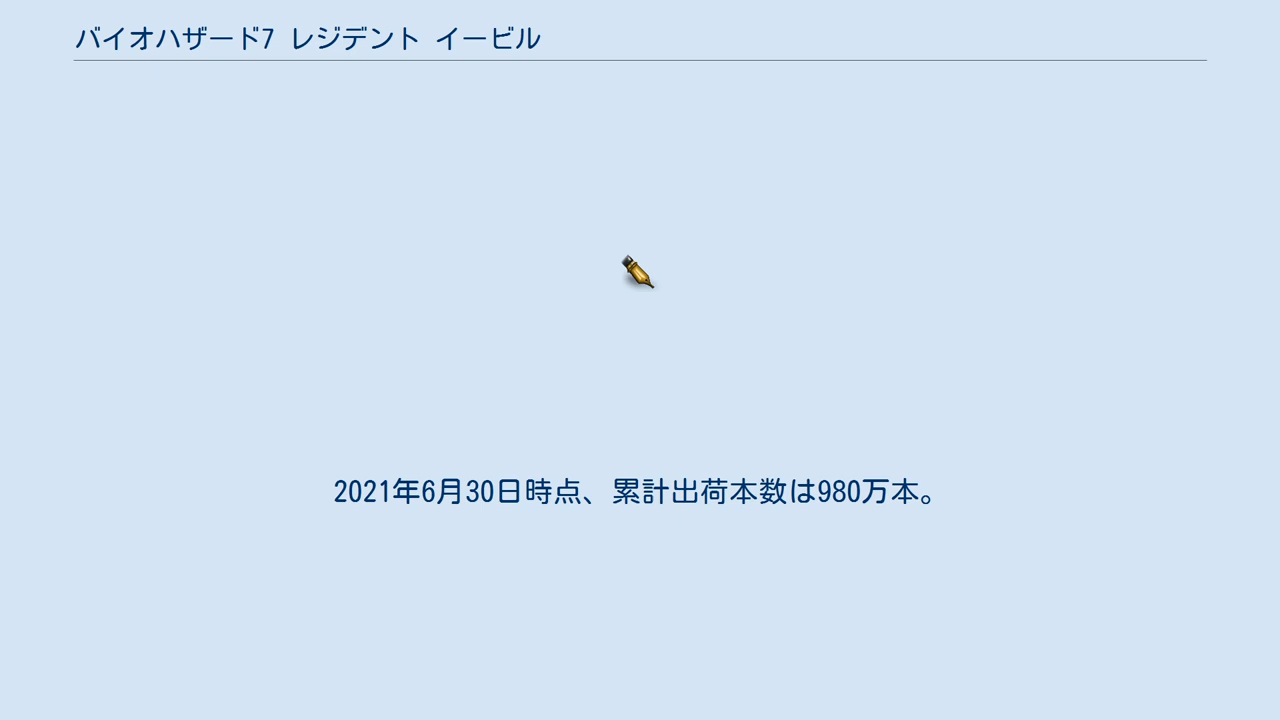 バイオハザード7 レジデント イービル
2021年6月30日時点、累計出荷本数は980万本。